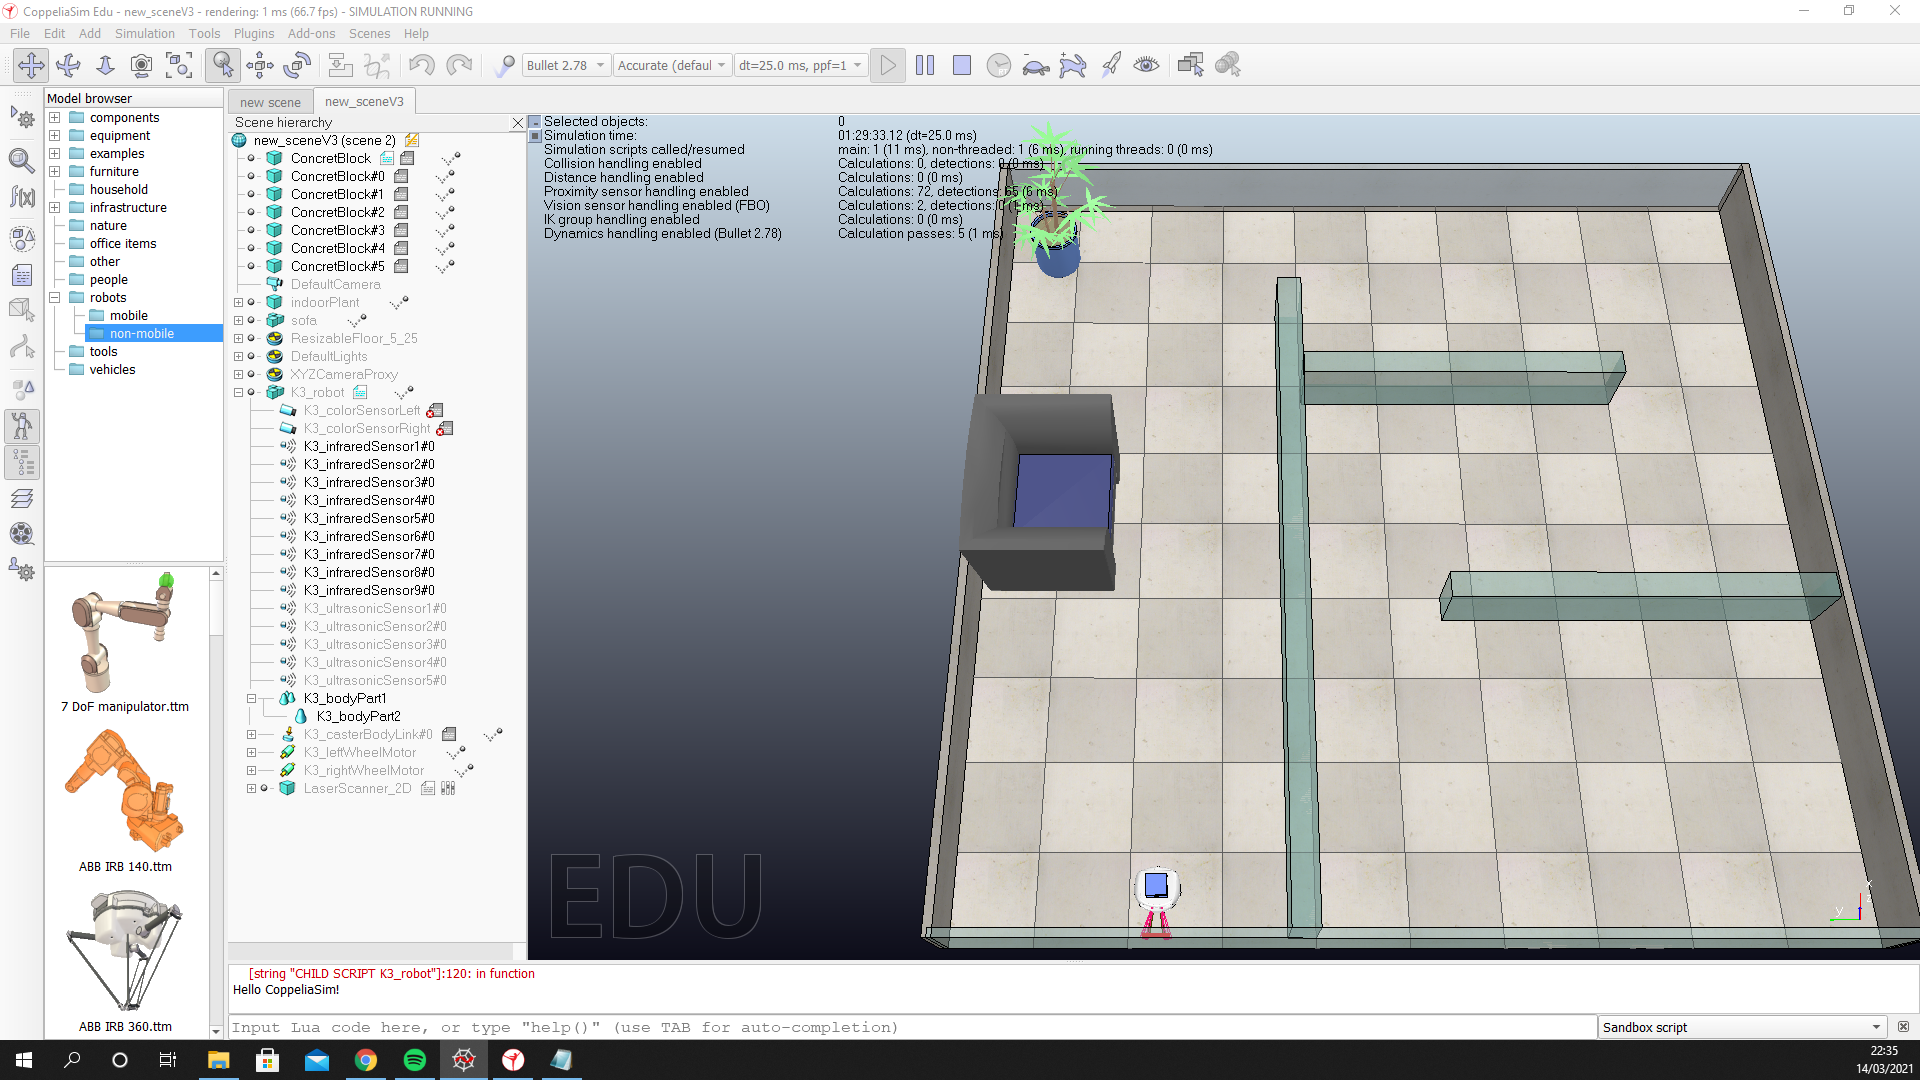 CoppeliaSim Edu - new_sceneV3 - rendering: 1 ms (66.7 fps) - SIMULATION RUNNING
File Edit Add Simulation Tools Plugins Add-ons Scenes Help
Bullet 2.78 Accurate (defaul dt=25.0 ms, ppf=1
Model browser
components
equipment
examples
furniture
household
infrastructure
nature
office items
other
people
robots
mobile
non-mobile
tools
vehicles
7 DoF manipulator.ttm
ABB IRB 140.ttm
ABB IRB 360.ttm
new scene new_sceneV3
Scene hierarchy
new_sceneV3 (scene 2)
ConcretBlock
ConcretBlock#0
ConcretBlock#1
ConcretBlock#2
ConcretBlock#3
ConcretBlock#4
ConcretBlock#5
DefaultCamera
indoorPlant
sofa
ResizableFloor_5_25
DefaultLights
XYZCameraProxy
K3_robot
K3_colorSensorLeft
K3_colorSensorRight
K3_infraredSensor1#0
K3_infraredSensor2#0
K3_infraredSensor3#0
K3_infraredSensor4#0
K3_infraredSensor5#0
K3_infraredSensor6#0
K3_infraredSensor7#0
K3_infraredSensor8#0
K3_infraredSensor9#0
K3_ultrasonicSensor1#0
K3_ultrasonicSensor2#0
K3_ultrasonicSensor3#0
K3_ultrasonicSensor4#0
K3_ultrasonicSensor5#0
K3_bodyPart1
K3_bodyPart2
K3_casterBodyLink#0
K3_leftWheelMotor
K3_rightWheelMotor
LaserScanner_2D
Selected objects: 0
Simulation time: 01:29:33.12 (dt=25.0 ms)
Simulation scripts called/resumed main: 1 (11 ms), non-threaded: 1 (6 ms), running threads: 0 (0 ms)
Collision handling enabled Calculations: 0, detections: 0 (0 ms)
Distance handling enabled Calculations: 0 (0 ms)
Proximity sensor handling enabled Calculations: 72, detections: 65 (6 ms)
Vision sensor handling enabled (FBO) Calculations: 2, detections: 0 (1 ms)
IK group handling enabled Calculations: 0 (0 ms)
Dynamics handling enabled (Bullet 2.78) Calculation passes: 5 (1 ms)
EDU
x
y
[string "CHILD SCRIPT K3_robot"]:120: in function
Hello CoppeliaSim!
Input Lua code here, or type "help()" (use TAB for auto-completion)
Sandbox script
22:35
14/03/2021